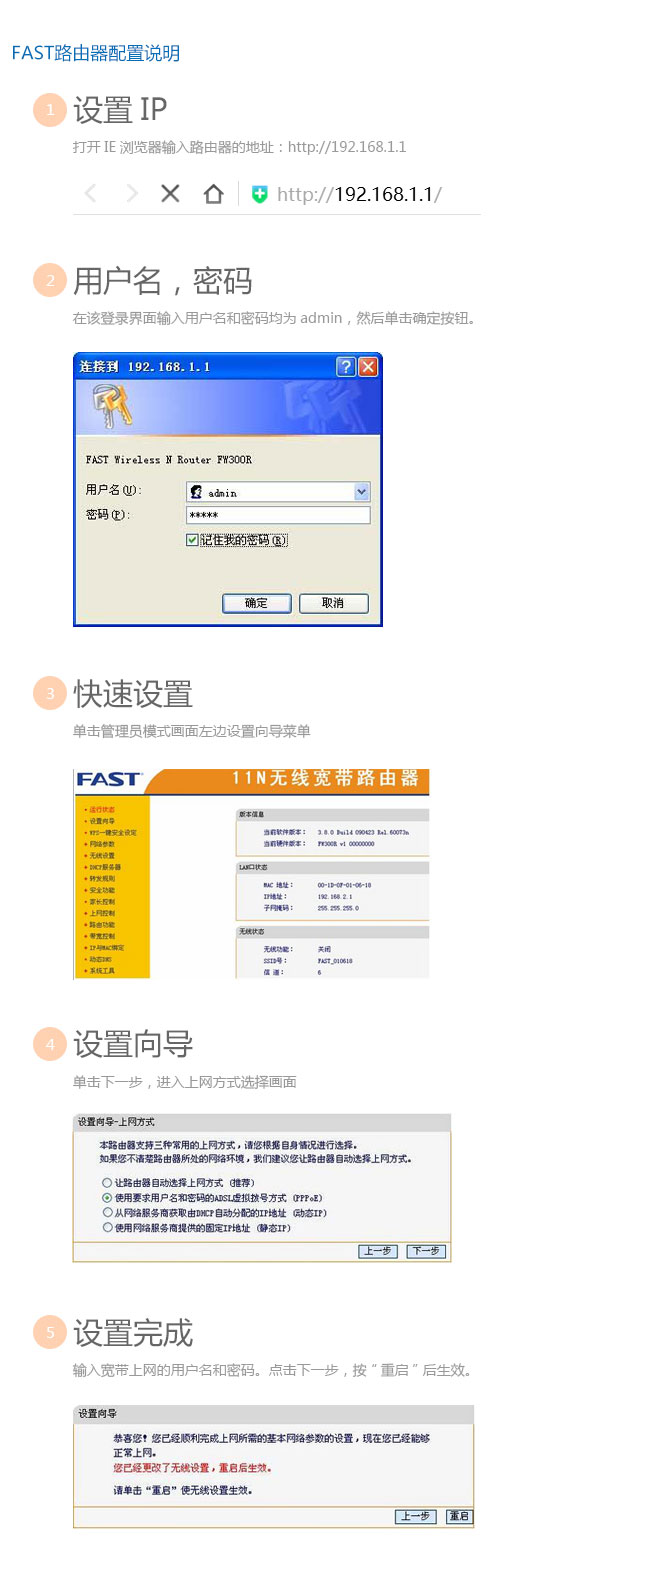 FAST路由器配置说明
1
设置 IP
打开 IE 浏览器输入路由器的地址：http://192.168.1.1
http://192.168.1.1/
2
用户名，密码
在该登录界面输入用户名和密码均为 admin，然后单击确定按钮。
连接到 192.168.1.1
FAST Wireless N Router FW300R
用户名(U)：
admin
密码(P)：
*****
记住我的密码(R)
确定 取消
3
快速设置
单击管理员模式画面左边设置向导菜单
FAST 11N无线宽带路由器
• 运行状态
• 设置向导
• WPS一键安全设定
• 网络参数
• 无线设置
• DHCP服务器
• 转发规则
• 安全功能
• 家长控制
• 上网控制
• 路由功能
• 带宽控制
• IP与MAC绑定
• 动态DNS
• 系统工具
版本信息
当前软件版本： 3.8.0 Build 090423 Rel.60073n
当前硬件版本： FW300R v1 00000000
LAN口状态
MAC 地址： 00-1D-0F-01-06-18
IP地址： 192.168.2.1
子网掩码： 255.255.255.0
无线状态
无线功能： 关闭
SSID号： FAST_010618
信 道： 6
4
设置向导
单击下一步，进入上网方式选择画面
设置向导-上网方式
本路由器支持三种常用的上网方式，请您根据自身情况进行选择。
如果您不清楚路由器所处的网络环境，我们建议您让路由器自动选择上网方式。
让路由器自动选择上网方式（推荐）
使用要求用户名和密码的ADSL虚拟拨号方式（PPPoE）
从网络服务商获取由DHCP自动分配的IP地址（动态IP）
使用网络服务商提供的固定IP地址（静态IP）
上一步 下一步
5
设置完成
输入宽带上网的用户名和密码。点击下一步，按“重启”后生效。
设置向导
恭喜您！您已经顺利完成上网所需的基本网络参数的设置，现在您已经能够
正常上网。
您已经更改了无线设置，重启后生效。
请单击“重启”使无线设置生效。
上一步 重启